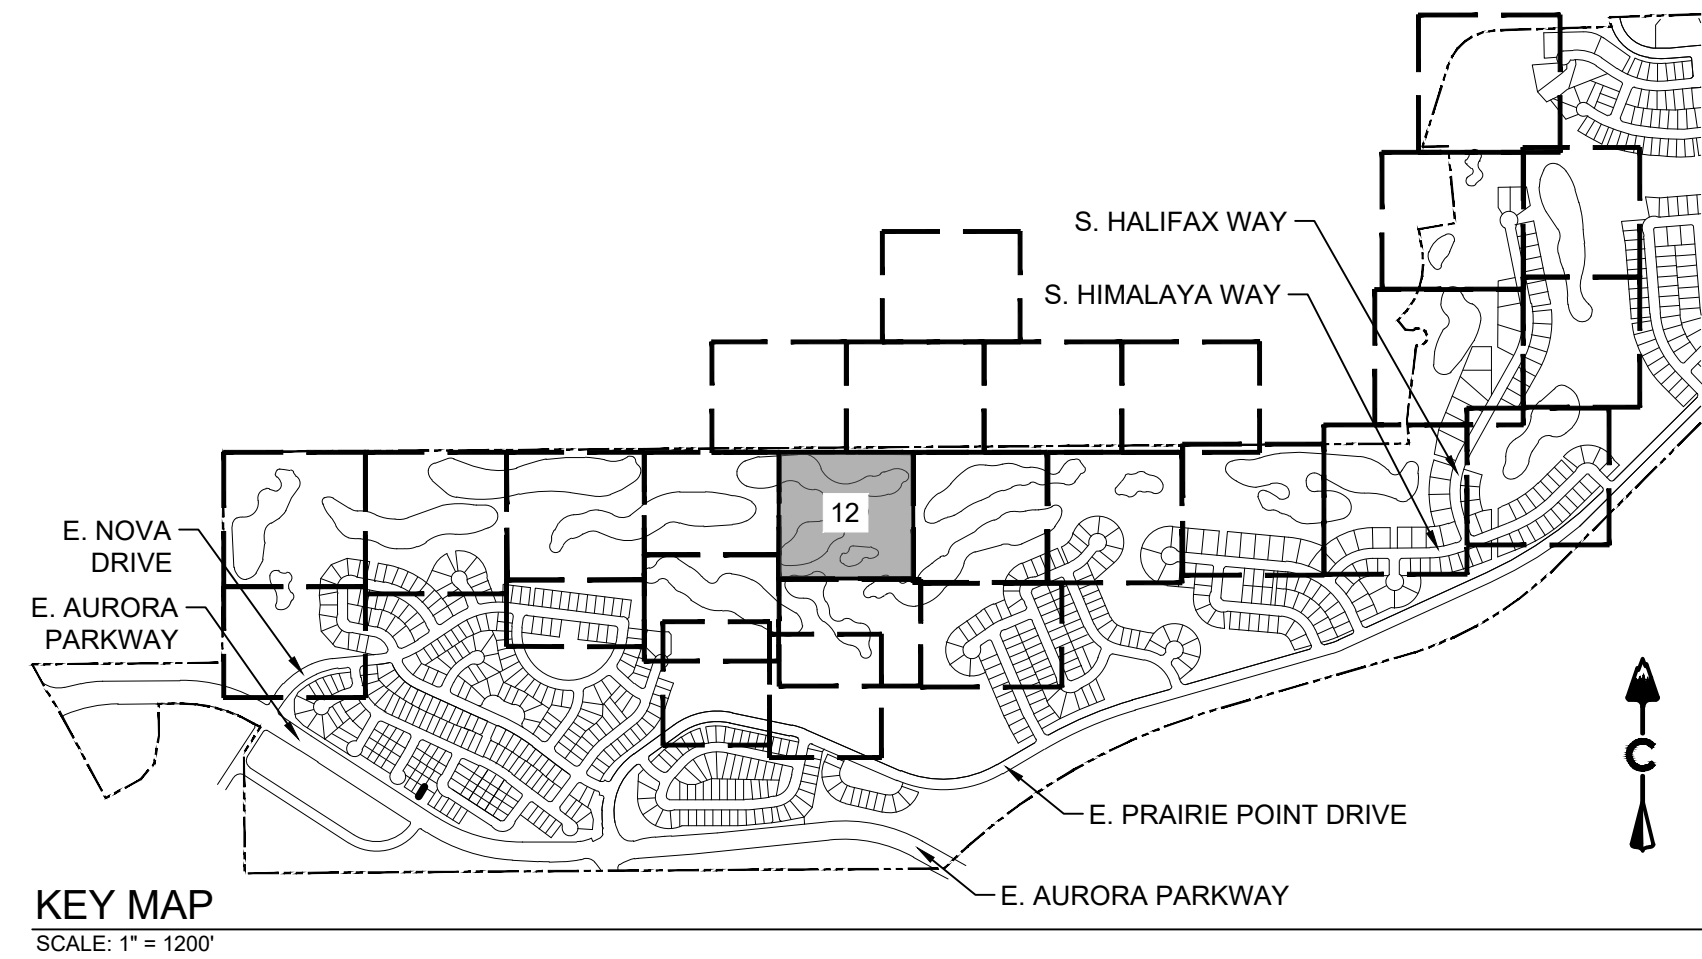 S. HALIFAX WAY
S. HIMALAYA WAY
12
E. NOVA
DRIVE
E. AURORA
PARKWAY
E. PRAIRIE POINT DRIVE
E. AURORA PARKWAY
KEY MAP
SCALE: 1" = 1200'